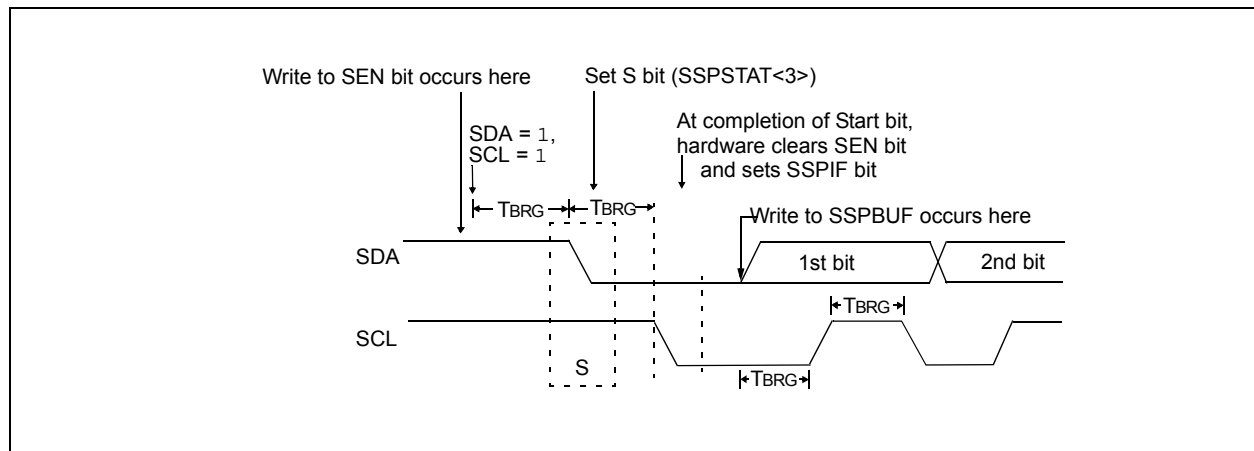 Write to SEN bit occurs here
Set S bit (SSPSTAT<3>)
SDA = 1,
SCL = 1
At completion of Start bit,
hardware clears SEN bit
and sets SSPIF bit
TBRG
TBRG
Write to SSPBUF occurs here
SDA
1st bit
2nd bit
TBRG
SCL
S
TBRG